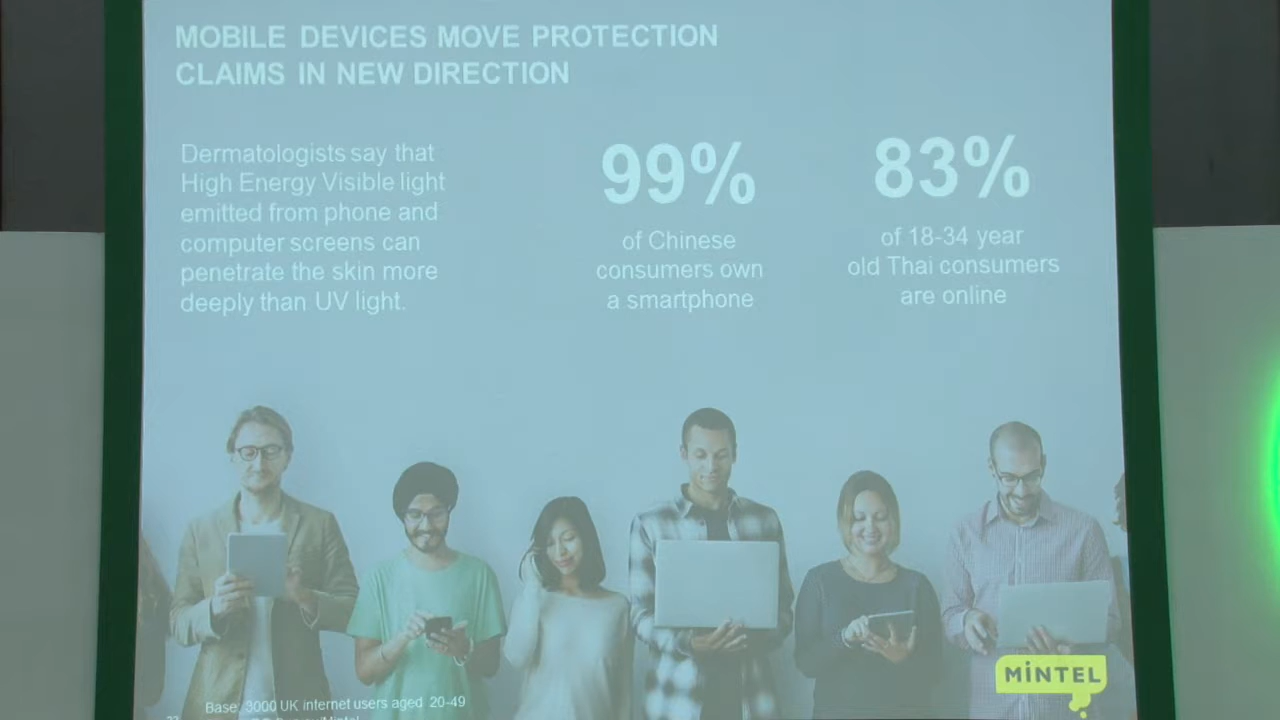 MOBILE DEVICES MOVE PROTECTION
CLAIMS IN NEW DIRECTION
Dermatologists say that
High Energy Visible light
emitted from phone and
computer screens can
penetrate the skin more
deeply than UV light.
99%
of Chinese
consumers own
a smartphone
83%
of 18-34 year
old Thai consumers
are online
MiNTEL
Base: 3000 UK internet users aged 20-49